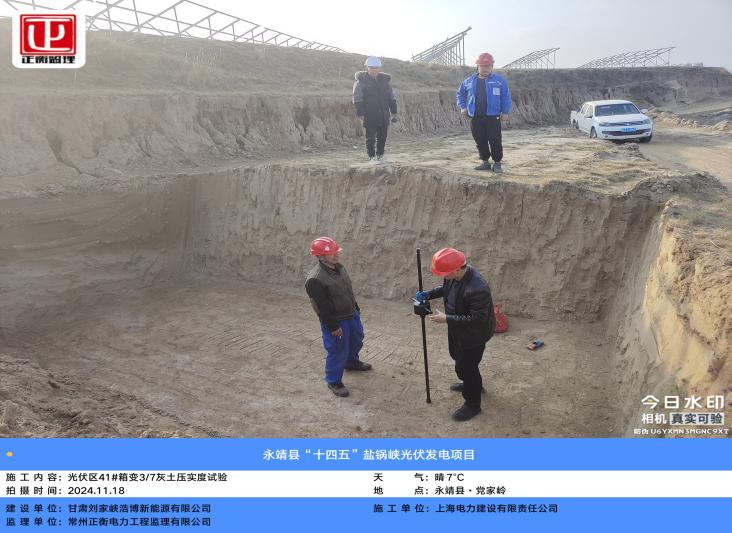 正衡监理
今日水印
相机 真实可验
防伪 U6YXMN3MGNC9XT
永靖县“十四五”盐锅峡光伏发电项目
施工内容：光伏区41#箱变3/7灰土压实度试验
天气：晴 7℃
拍摄时间：2024.11.18
地点：永靖县·党家岭
建设单位：甘肃刘家峡浩博新能源有限公司
施工单位：上海电力建设有限责任公司
监理单位：常州正衡电力工程监理有限公司